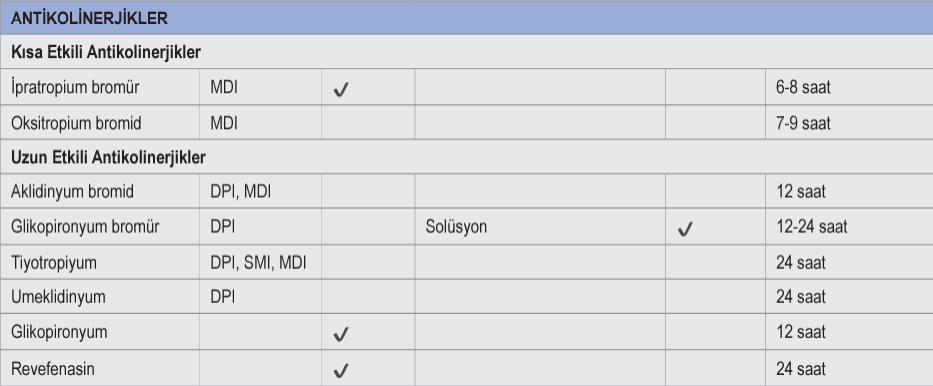 ANTİKOLİNERJİKLER
Kısa Etkili Antikolinerjikler
İpratropium bromür MDI ✓ 6-8 saat
Oksitropium bromid MDI 7-9 saat
Uzun Etkili Antikolinerjikler
Aklidinyum bromid DPI, MDI 12 saat
Glikopironyum bromür DPI Solüsyon ✓ 12-24 saat
Tiyotropiyum DPI, SMI, MDI 24 saat
Umeklidinyum DPI 24 saat
Glikopironyum ✓ 12 saat
Revefenasin ✓ 24 saat